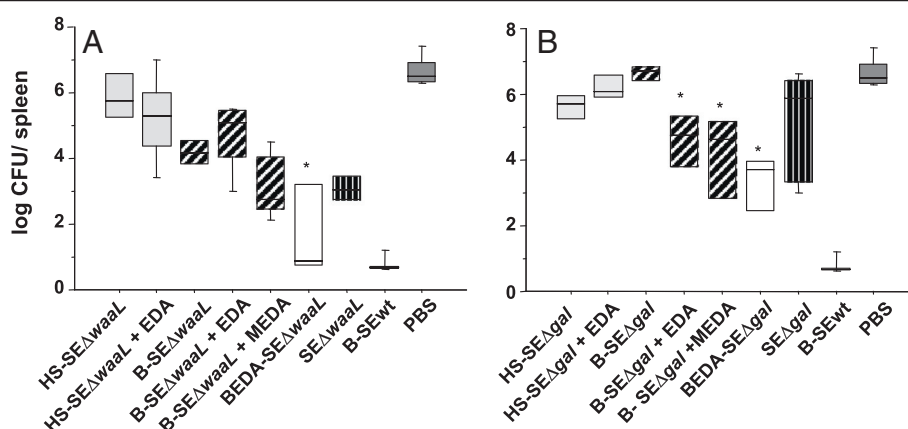 A
B
log CFU/ spleen
8
6
4
2
0
8
6
4
2
0
*
*
*
*
HS-SEΔwaaL
HS-SEΔwaaL + EDA
B-SEΔwaaL
B-SEΔwaaL + EDA
B-SEΔwaaL + MEDA
BEDA-SEΔwaaL
SEΔwaaL
B-SEwt
PBS
HS-SEΔgal
HS-SEΔgal + EDA
B-SEΔgal
B-SEΔgal + EDA
B- SEΔgal +MEDA
BEDA-SEΔgal
SEΔgal
B-SEwt
PBS